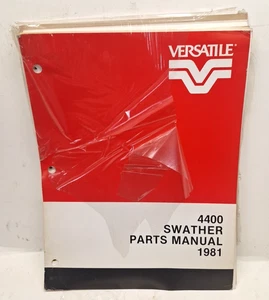 VERSATILE
4400
SWATHER
PARTS MANUAL
1981